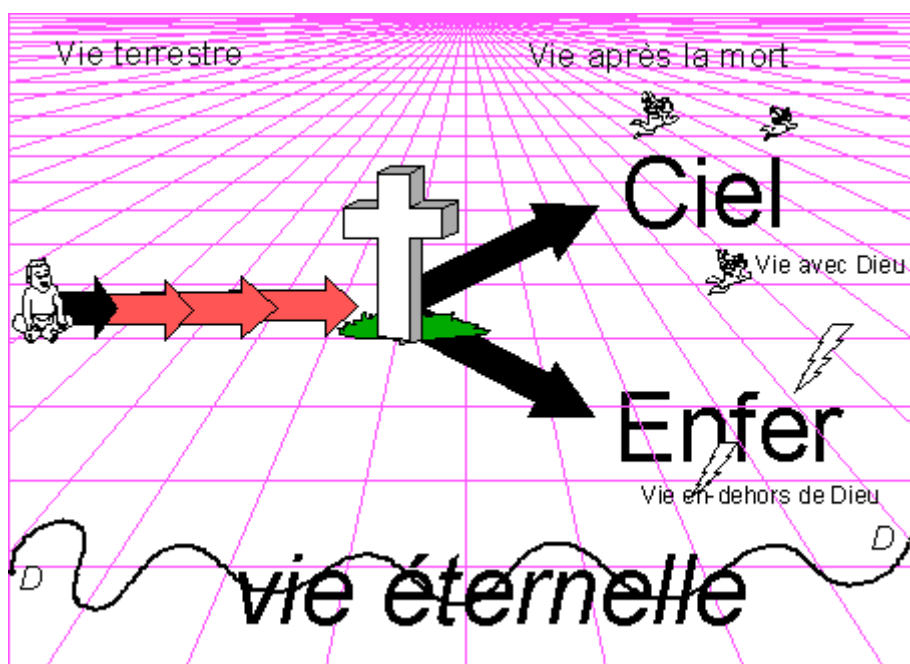 Vie terrestre
Vie après la mort
Ciel
Vie avec Dieu
Enfer
Vie en-dehors de Dieu
D
D
vie éternelle